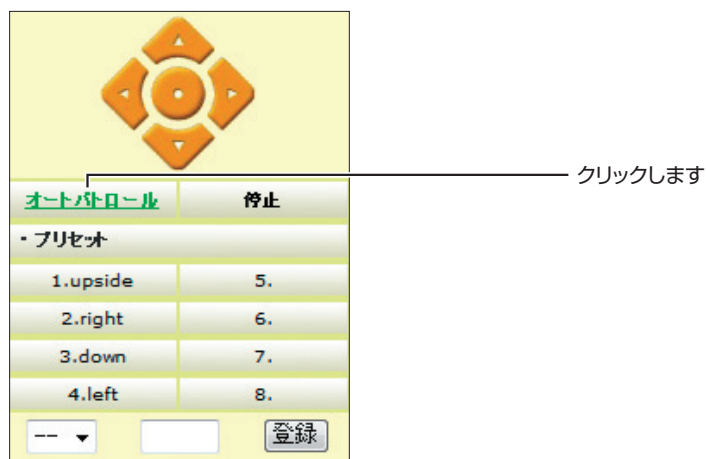 クリックします
オートパトロール 停止
・プリセット
1.upside 5.
2.right 6.
3.down 7.
4.left 8.
-- 登録